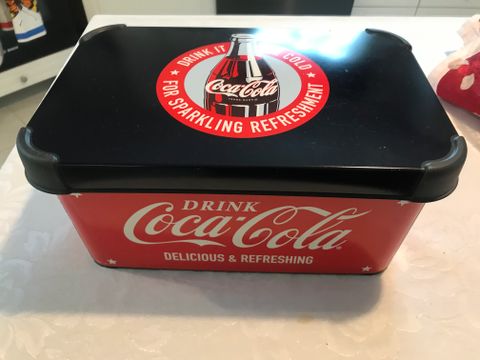 DRINK IT COLD
Coca-Cola
FOR SPARKLING REFRESHMENT
DRINK
Coca-Cola
DELICIOUS & REFRESHING